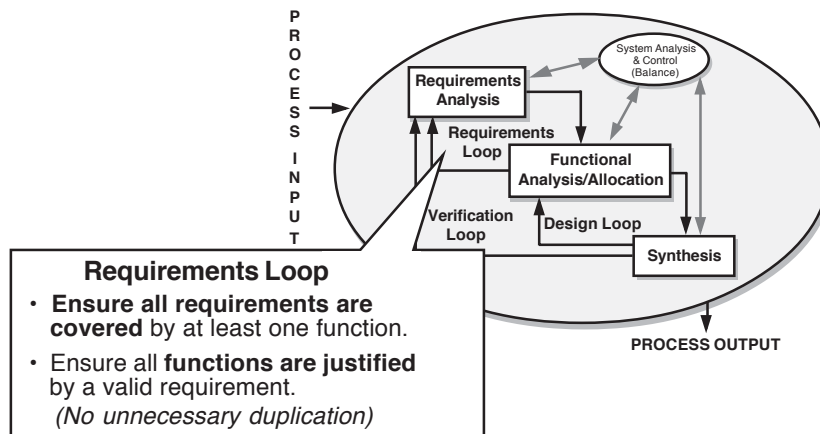 PROCESS INPUT
System Analysis
& Control
(Balance)
Requirements
Analysis
Requirements
Loop
Functional
Analysis/Allocation
Verification
Loop
Design Loop
Synthesis
Requirements Loop
• Ensure all requirements are
covered by at least one function.
• Ensure all functions are justified
by a valid requirement.
(No unnecessary duplication)
PROCESS OUTPUT